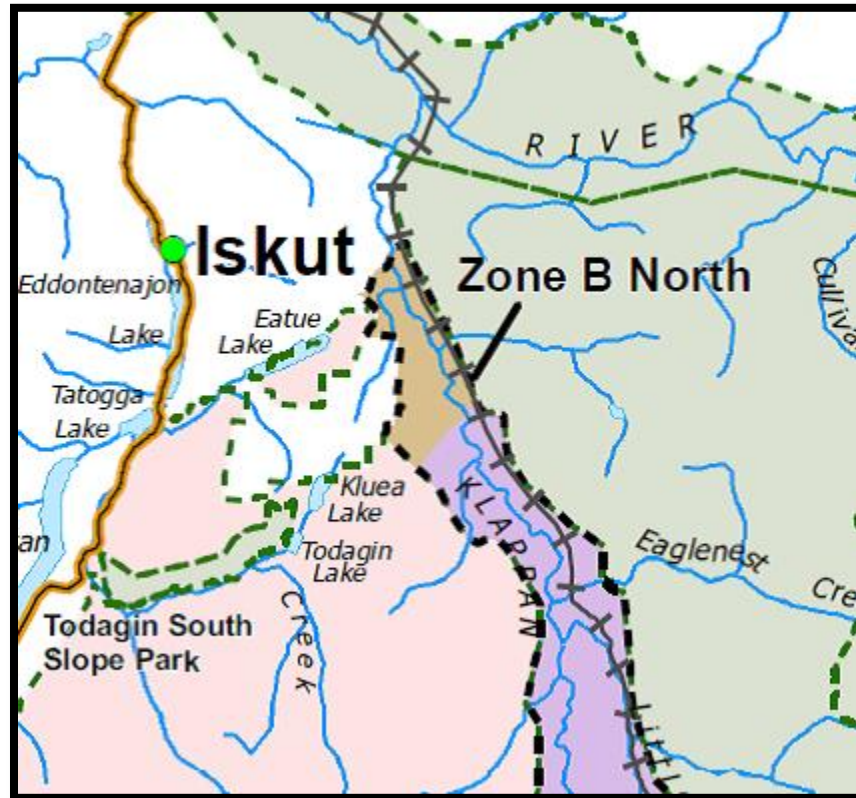 RIVER
Iskut
Zone B North
Eddontenajon
Lake
Eatue
Lake
Tatogga
Lake
Kluea
Lake
KLAPPAN
an
Todagin
Lake
Eaglenest
Cre
Creek
Todagin South
Slope Park